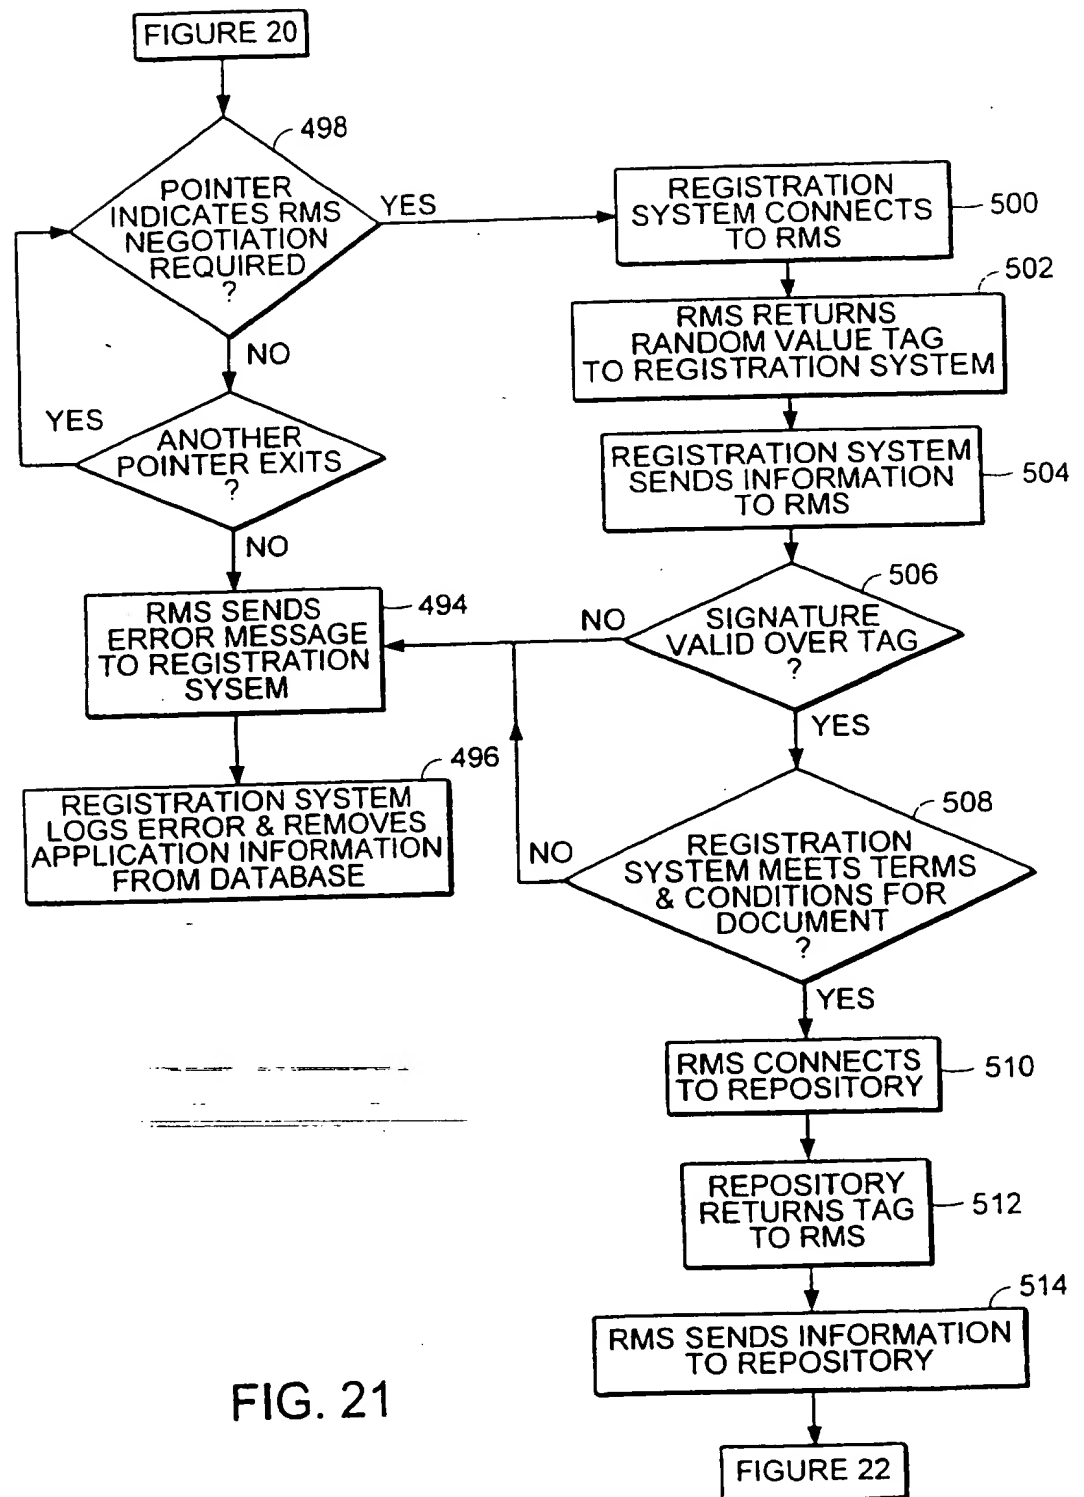 FIGURE 20
498
POINTER
INDICATES RMS
NEGOTIATION
REQUIRED
?
YES
NO
YES
ANOTHER
POINTER EXITS
?
NO
RMS SENDS
ERROR MESSAGE
TO REGISTRATION
SYSEM
494
496
REGISTRATION SYSTEM
LOGS ERROR & REMOVES
APPLICATION INFORMATION
FROM DATABASE
REGISTRATION
SYSTEM CONNECTS
TO RMS
500
502
RMS RETURNS
RANDOM VALUE TAG
TO REGISTRATION SYSTEM
REGISTRATION SYSTEM
SENDS INFORMATION
TO RMS
504
506
SIGNATURE
VALID OVER TAG
?
NO
YES
508
REGISTRATION
SYSTEM MEETS TERMS
& CONDITIONS FOR
DOCUMENT
?
NO
YES
RMS CONNECTS
TO REPOSITORY
510
REPOSITORY
RETURNS TAG
TO RMS
512
514
RMS SENDS INFORMATION
TO REPOSITORY
FIGURE 22
FIG. 21